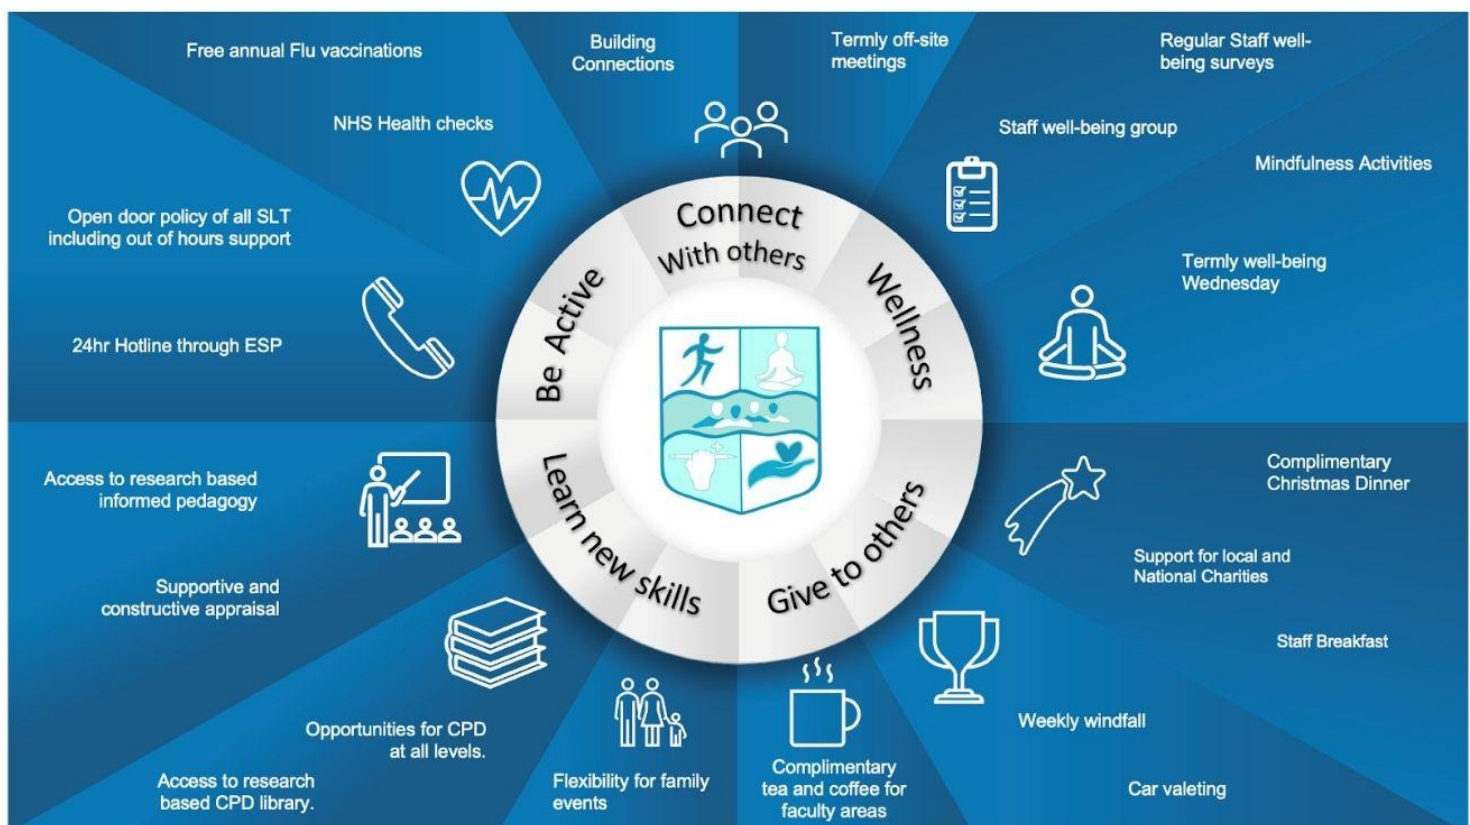 Free annual Flu vaccinations
Building
Connections
Termly off-site
meetings
Regular Staff well-
being surveys
NHS Health checks
Staff well-being group
Mindfulness Activities
Open door policy of all SLT
including out of hours support
Termly well-being
Wednesday
24hr Hotline through ESP
Connect
With others
Be Active
Wellness
Learn new skills
Give to others
Access to research based
informed pedagogy
Complimentary
Christmas Dinner
Supportive and
constructive appraisal
Support for local and
National Charities
Staff Breakfast
Opportunities for CPD
at all levels.
Weekly windfall
Access to research
based CPD library.
Flexibility for family
events
Complimentary
tea and coffee for
faculty areas
Car valeting